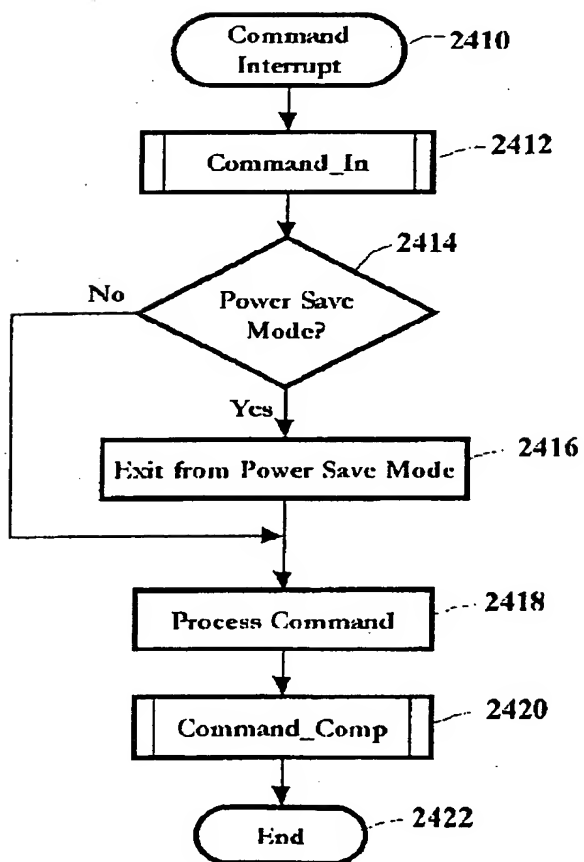 Command
Interrupt
2410
Command_In
2412
2414
No
Power Save
Mode?
Yes
2416
Exit from Power Save Mode
2418
Process Command
2420
Command_Comp
2422
End